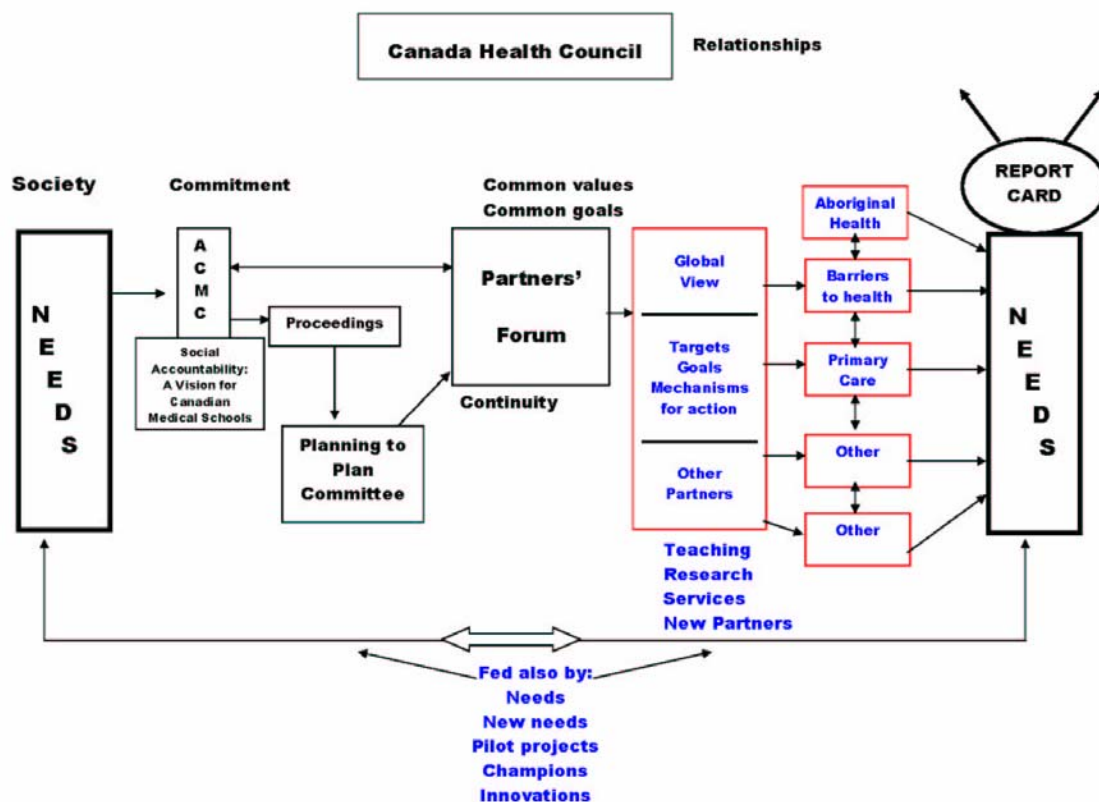 Canada Health Council
Relationships
Society
Commitment
Common values
Common goals
REPORT
CARD
NEEDS
ACMC
Social
Accountability:
A Vision for
Canadian
Medical Schools
Proceedings
Planning to
Plan
Committee
Partners'
Forum
Continuity
Global
View
Targets
Goals
Mechanisms
for action
Other
Partners
Teaching
Research
Services
New Partners
Aboriginal
Health
Barriers
to health
Primary
Care
Other
Other
NEEDS
Fed also by:
Needs
New needs
Pilot projects
Champions
Innovations